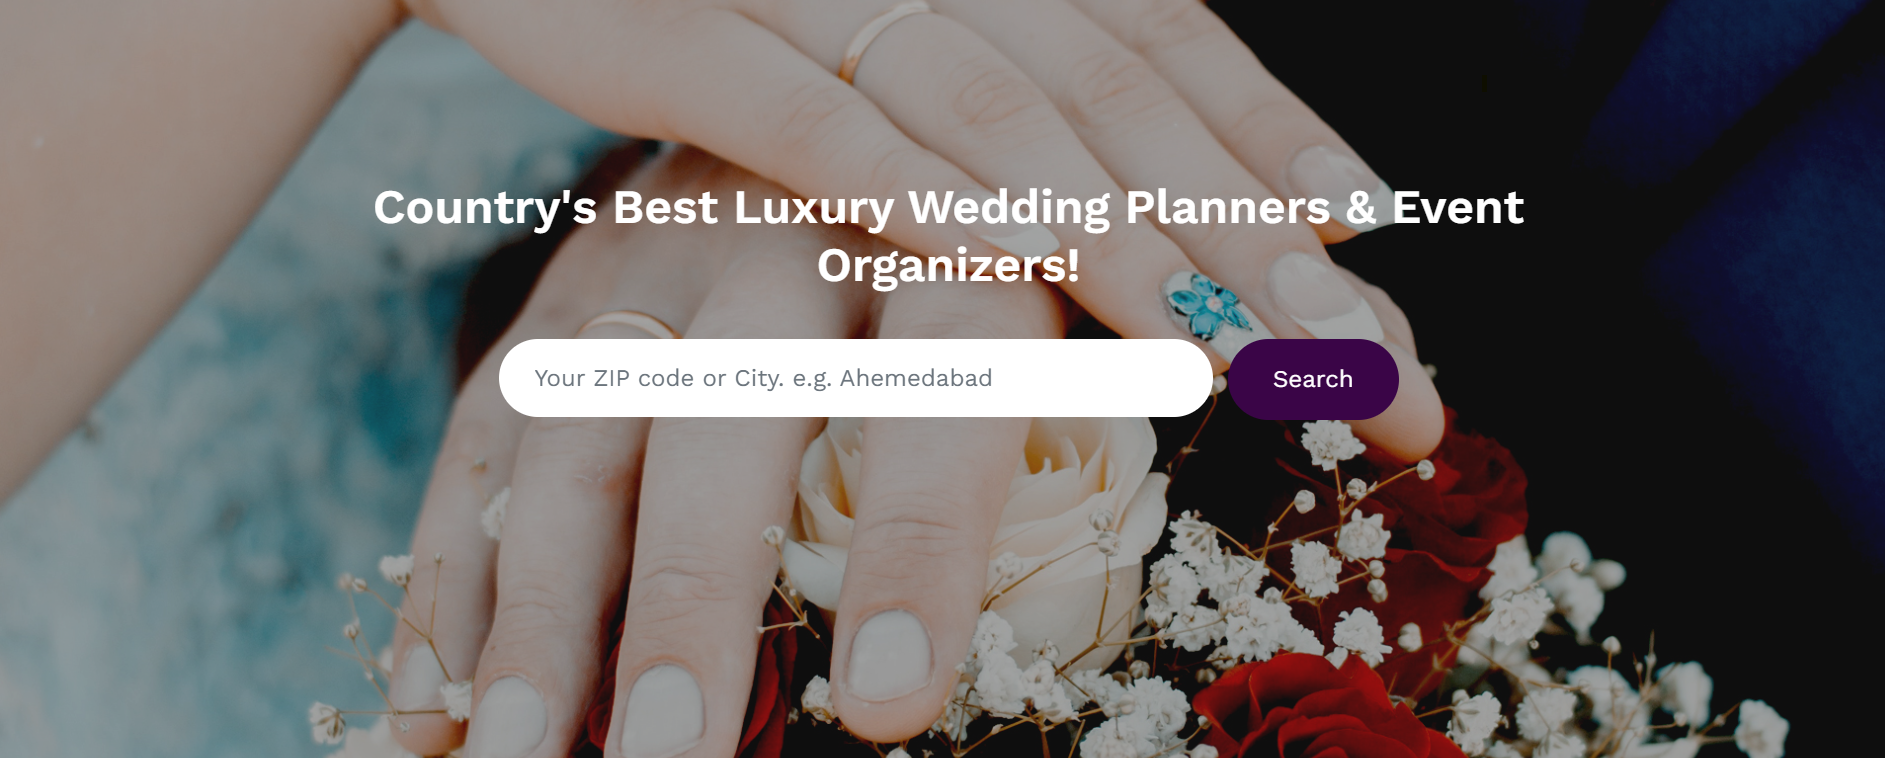 Country's Best Luxury Wedding Planners & Event
Organizers!
Your ZIP code or City. e.g. Ahemedabad
Search